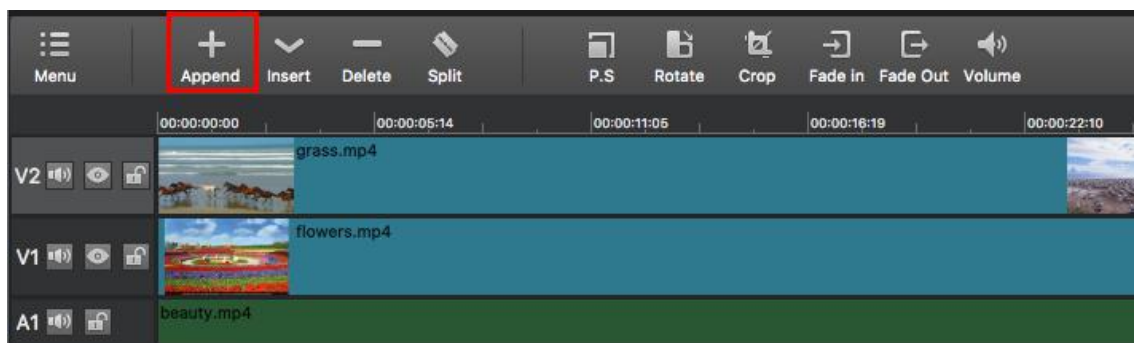 Menu Append Insert Delete Split P.S Rotate Crop Fade in Fade Out Volume
00:00:00:00 00:00:05:14 00:00:11:05 00:00:16:19 00:00:22:10
V2 grass.mp4
V1 flowers.mp4
A1 beauty.mp4